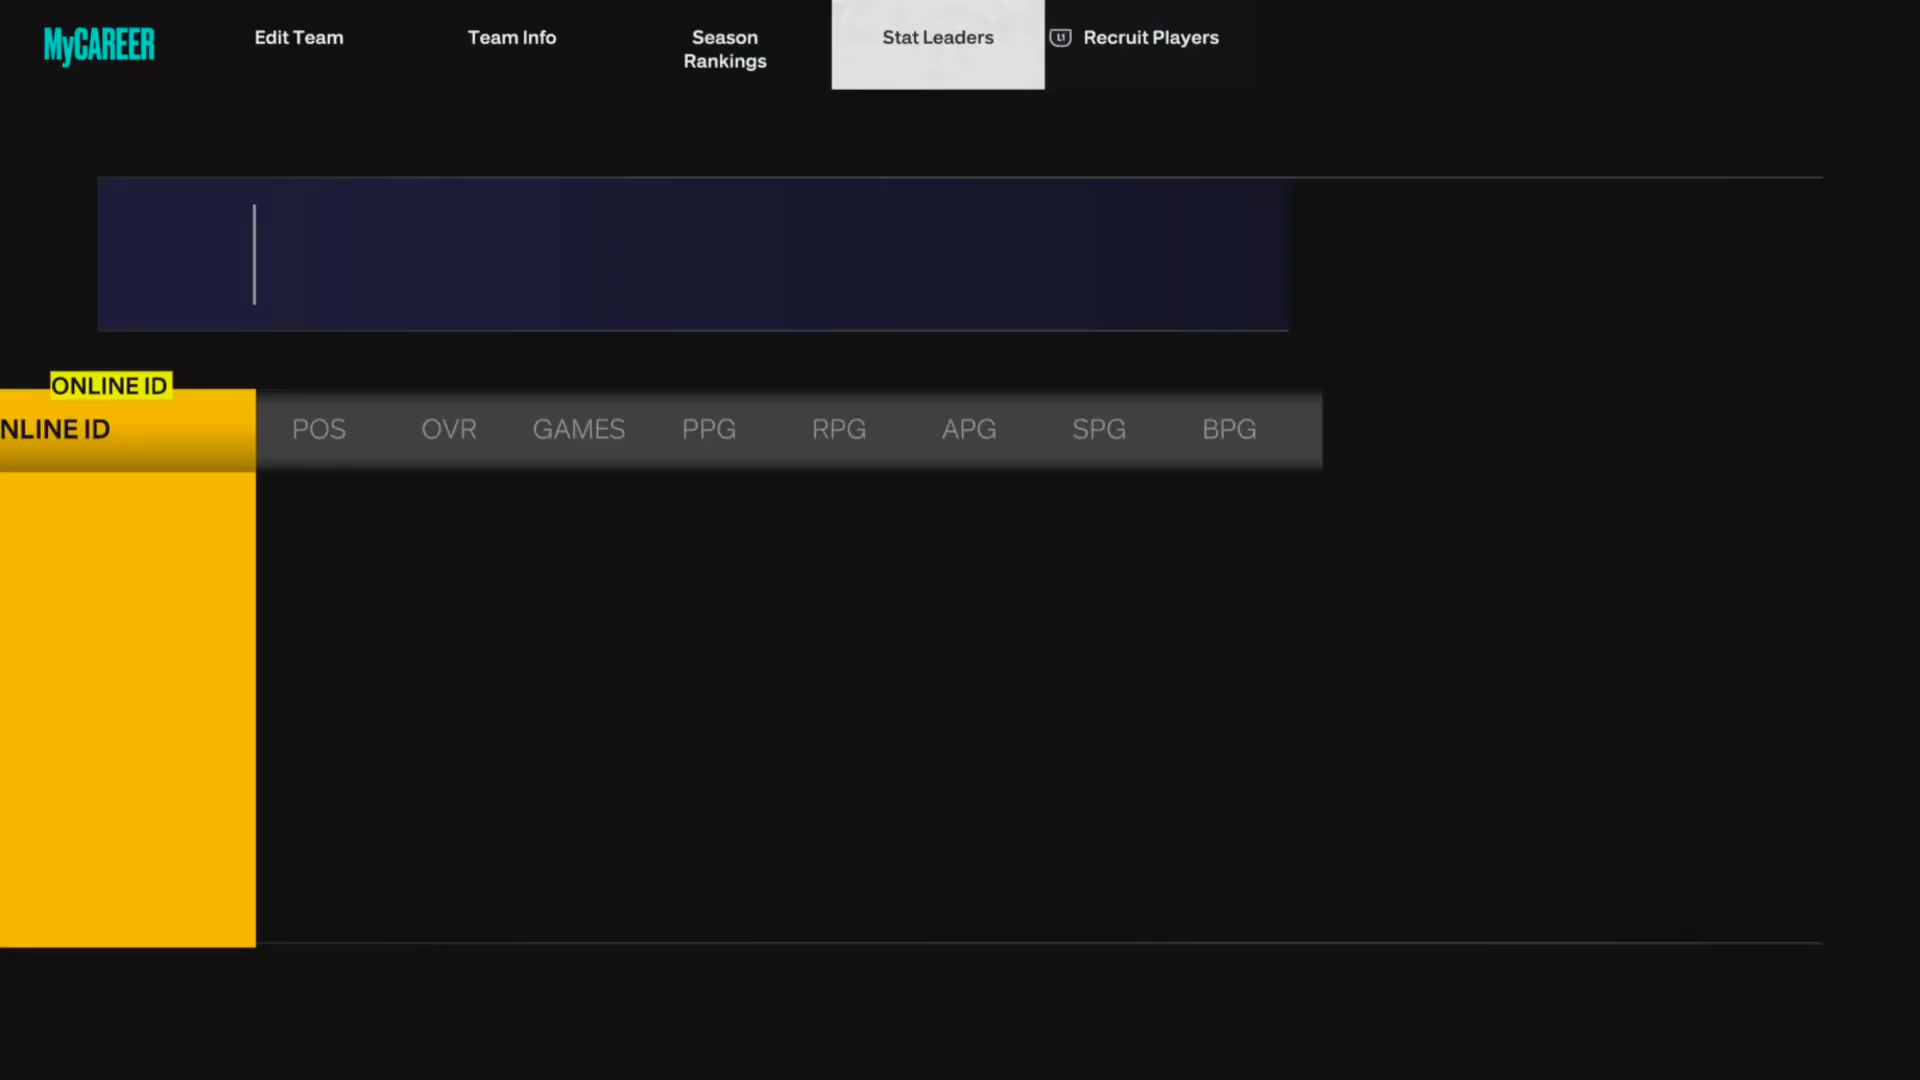 MyCAREER
Edit Team
Team Info
Season
Rankings
Stat Leaders
L1 Recruit Players
ONLINE ID
NLINE ID POS OVR GAMES PPG RPG APG SPG BPG